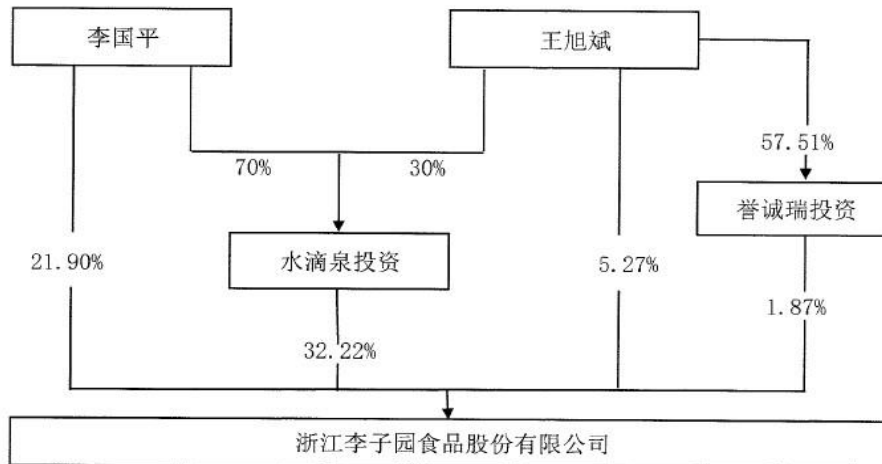 李国平
王旭斌
57.51%
70%
30%
誉诚瑞投资
21.90%
水滴泉投资
5.27%
1.87%
32.22%
浙江李子园食品股份有限公司